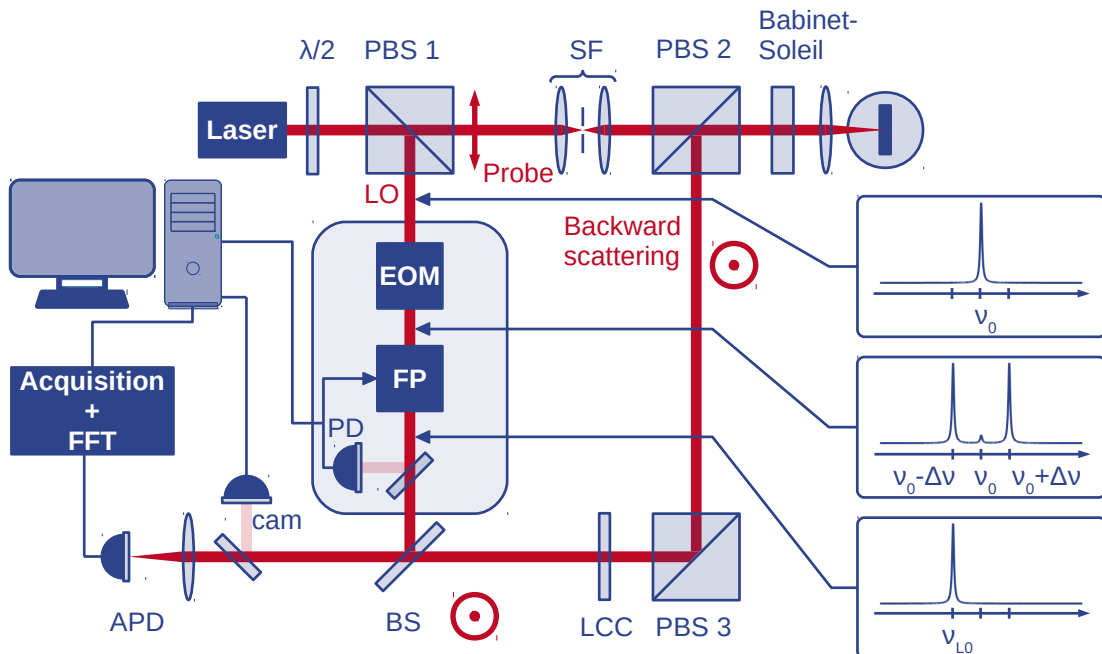 Babinet-
Soleil
λ/2
PBS 1
SF
PBS 2
Laser
Probe
LO
Backward
scattering
EOM
ν0
FP
Acquisition
+
FFT
PD
ν0-Δν
ν0
ν0+Δν
cam
APD
BS
LCC
PBS 3
νL0